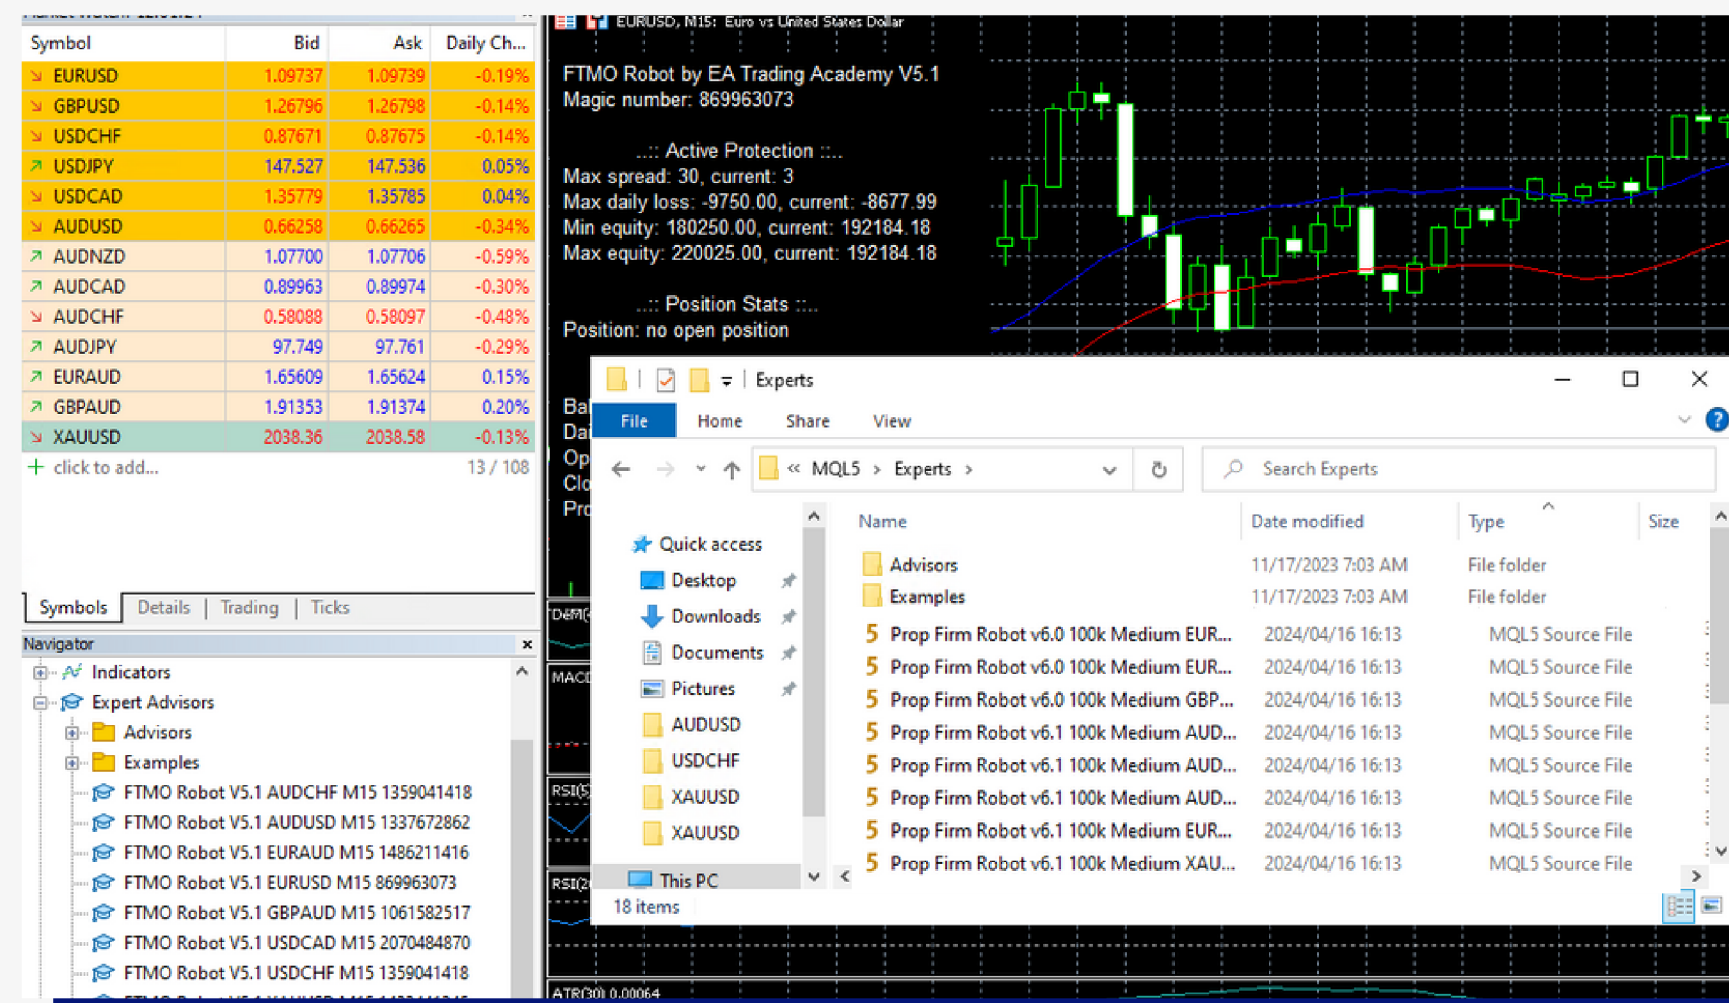 Symbol Bid Ask Daily Ch...
EURUSD 1.09737 1.09739 -0.19%
GBPUSD 1.26796 1.26798 -0.14%
USDCHF 0.87671 0.87675 -0.14%
USDJPY 147.527 147.536 0.05%
USDCAD 1.35779 1.35785 0.04%
AUDUSD 0.66258 0.66265 -0.34%
AUDNZD 1.07700 1.07706 -0.59%
AUDCAD 0.89963 0.89974 -0.30%
AUDCHF 0.58088 0.58097 -0.48%
AUDJPY 97.749 97.761 -0.29%
EURAUD 1.65609 1.65624 0.15%
GBPAUD 1.91353 1.91374 0.20%
XAUUSD 2038.36 2038.58 -0.13%
click to add... 13 / 108
Symbols | Details | Trading | Ticks
Navigator
Indicators
Expert Advisors
Advisors
Examples
FTMO Robot V5.1 AUDCHF M15 1359041418
FTMO Robot V5.1 AUDUSD M15 1337672862
FTMO Robot V5.1 EURAUD M15 1486211416
FTMO Robot V5.1 EURUSD M15 869963073
FTMO Robot V5.1 GBPAUD M15 1061582517
FTMO Robot V5.1 USDCAD M15 2070484870
FTMO Robot V5.1 USDCHF M15 1359041418
EURUSD, M15: Euro vs United States Dollar
FTMO Robot by EA Trading Academy V5.1
Magic number: 869963073
..:: Active Protection ::..
Max spread: 30, current: 3
Max daily loss: -9750.00, current: -8677.99
Min equity: 180250.00, current: 192184.18
Max equity: 220025.00, current: 192184.18
..:: Position Stats ::..
Position: no open position
Experts
File Home Share View
« MQL5 > Experts >
Search Experts
Quick access
Desktop
Downloads
Documents
Pictures
AUDUSD
USDCHF
XAUUSD
XAUUSD
This PC
18 items
Name Date modified Type Size
Advisors 11/17/2023 7:03 AM File folder
Examples 11/17/2023 7:03 AM File folder
Prop Firm Robot v6.0 100k Medium EUR... 2024/04/16 16:13 MQL5 Source File
Prop Firm Robot v6.0 100k Medium EUR... 2024/04/16 16:13 MQL5 Source File
Prop Firm Robot v6.0 100k Medium GBP... 2024/04/16 16:13 MQL5 Source File
Prop Firm Robot v6.1 100k Medium AUD... 2024/04/16 16:13 MQL5 Source File
Prop Firm Robot v6.1 100k Medium AUD... 2024/04/16 16:13 MQL5 Source File
Prop Firm Robot v6.1 100k Medium AUD... 2024/04/16 16:13 MQL5 Source File
Prop Firm Robot v6.1 100k Medium EUR... 2024/04/16 16:13 MQL5 Source File
Prop Firm Robot v6.1 100k Medium XAU... 2024/04/16 16:13 MQL5 Source File
ATR(30) 0.00064